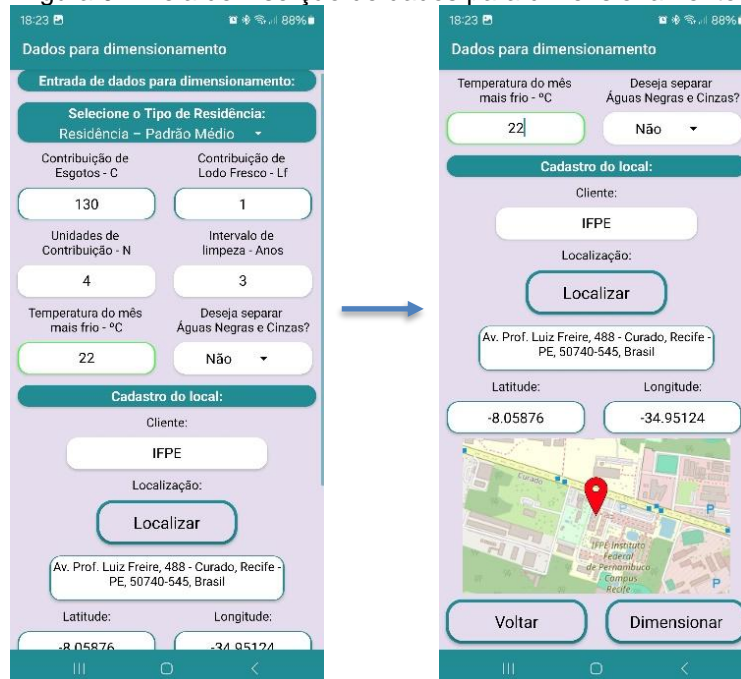 18:23 88%
Dados para dimensionamento
Entrada de dados para dimensionamento:
Selecione o Tipo de Residência:
Residência – Padrão Médio
Contribuição de Esgotos - C
Contribuição de Lodo Fresco - Lf
130
1
Unidades de Contribuição - N
Intervalo de limpeza - Anos
4
3
Temperatura do mês mais frio - ºC
Deseja separar Águas Negras e Cinzas?
22
Não
Cadastro do local:
Cliente:
IFPE
Localização:
Localizar
Av. Prof. Luiz Freire, 488 - Curado, Recife -
PE, 50740-545, Brasil
Latitude:
Longitude:
-8.05876
-34.95124
18:23 88%
Dados para dimensionamento
Temperatura do mês mais frio - ºC
Deseja separar Águas Negras e Cinzas?
22
Não
Cadastro do local:
Cliente:
IFPE
Localização:
Localizar
Av. Prof. Luiz Freire, 488 - Curado, Recife -
PE, 50740-545, Brasil
Latitude:
Longitude:
-8.05876
-34.95124
Curado
P
P
P
IFPE Instituto
Federal
de Pernambuco
Campus
Recife
Voltar
Dimensionar